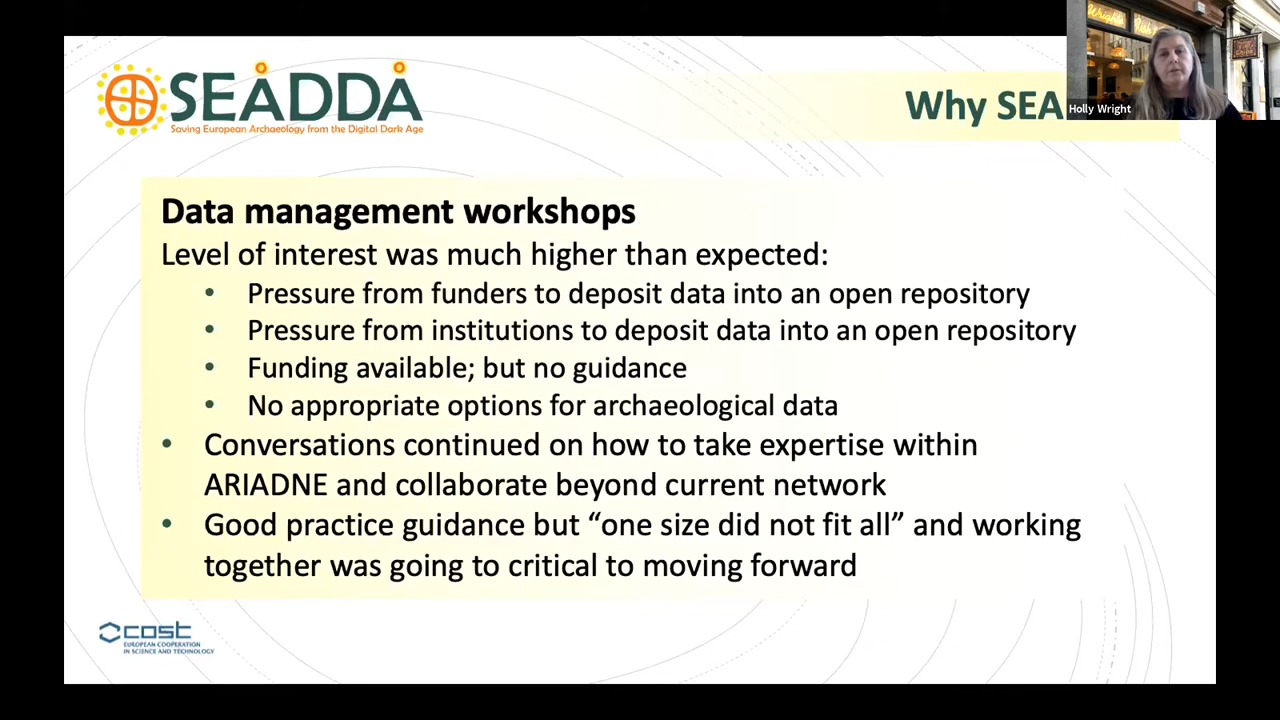 SEADDA
Saving European Archaeology from the Digital Dark Age
Why SEA
Holly Wright
Data management workshops
Level of interest was much higher than expected:
• Pressure from funders to deposit data into an open repository
• Pressure from institutions to deposit data into an open repository
• Funding available; but no guidance
• No appropriate options for archaeological data
• Conversations continued on how to take expertise within
ARIADNE and collaborate beyond current network
• Good practice guidance but “one size did not fit all” and working
together was going to critical to moving forward
cost
EUROPEAN COOPERATION
IN SCIENCE AND TECHNOLOGY